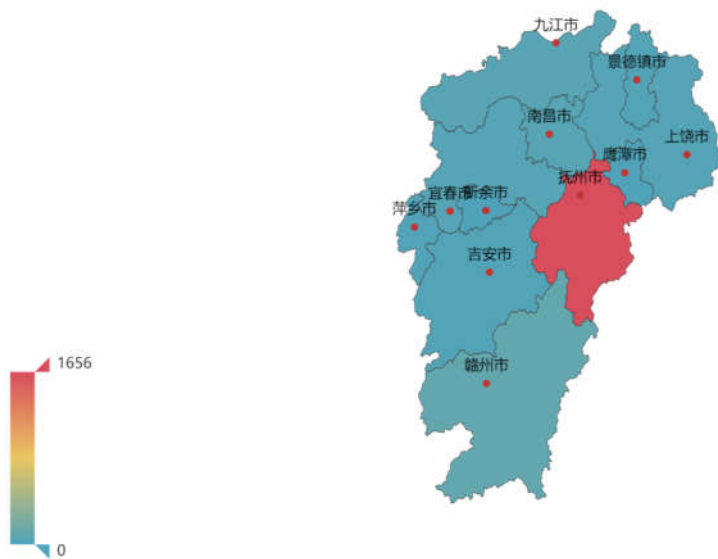 九江市
景德镇市
南昌市
上饶市
鹰潭市
抚州市
宜春市
新余市
萍乡市
吉安市
赣州市
1656
0